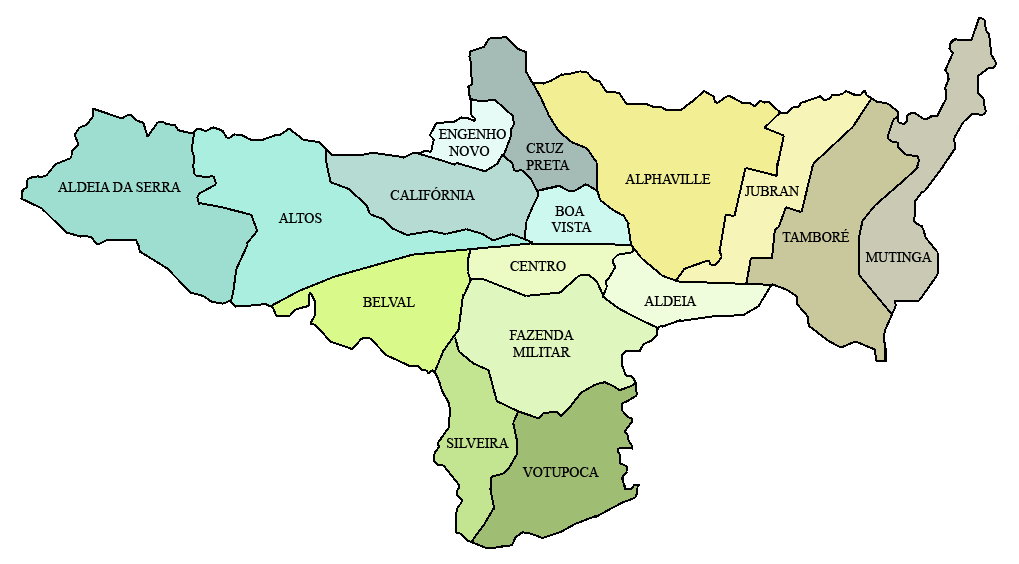 ENGENHO
NOVO
CRUZ
PRETA
ALDEIA DA SERRA
CALIFÓRNIA
ALPHAVILLE
JUBRAN
ALTOS
BOA
VISTA
TAMBORÉ
MUTINGA
CENTRO
BELVAL
ALDEIA
FAZENDA
MILITAR
SILVEIRA
VOTUPOCA